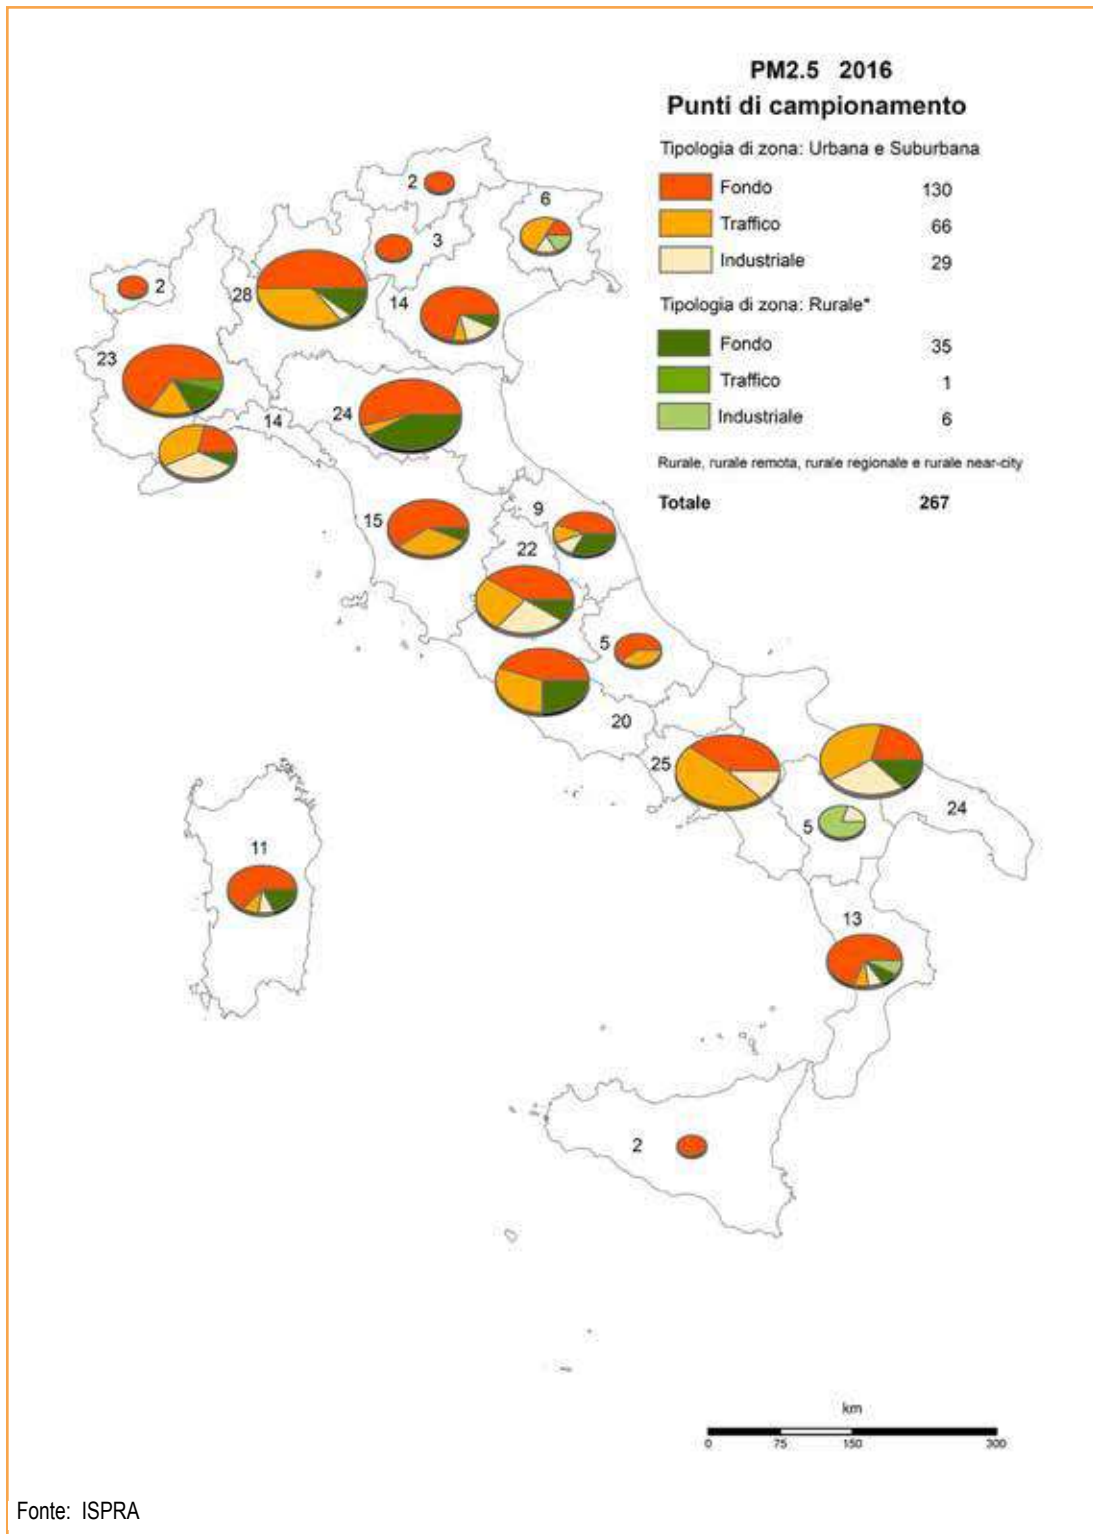 PM2.5 2016
Punti di campionamento
Tipologia di zona: Urbana e Suburbana
Fondo 130
Traffico 66
Industriale 29
Tipologia di zona: Rurale*
Fondo 35
Traffico 1
Industriale 6
Rurale, rurale remota, rurale regionale e rurale near-city
Totale 267
2
6
3
2
28
14
23
24
14
15
9
22
5
20
25
24
5
11
13
2
km
0 75 150 300
Fonte: ISPRA